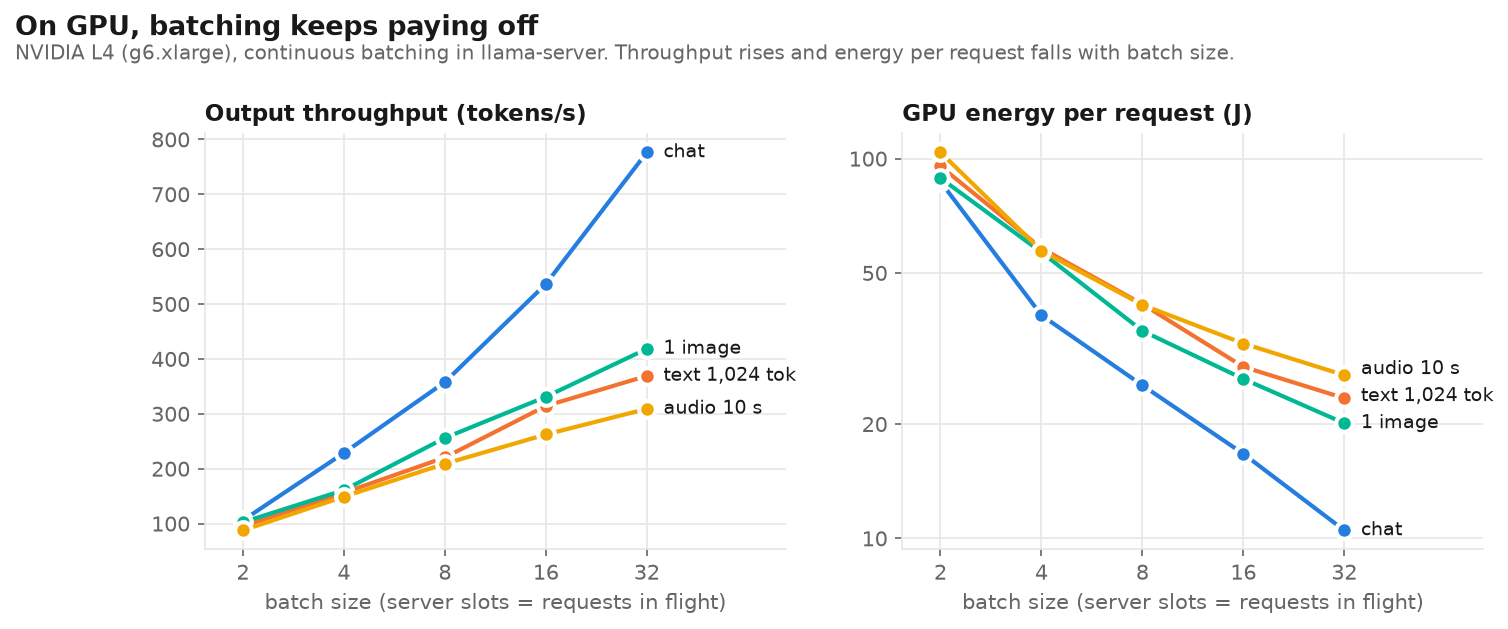 On GPU, batching keeps paying off
NVIDIA L4 (g6.xlarge), continuous batching in llama-server. Throughput rises and energy per request falls with batch size.
Output throughput (tokens/s)
800
700
600
500
400
300
200
100
chat
1 image
text 1,024 tok
audio 10 s
2 4 8 16 32
batch size (server slots = requests in flight)
GPU energy per request (J)
100
50
20
10
audio 10 s
text 1,024 tok
1 image
chat
2 4 8 16 32
batch size (server slots = requests in flight)